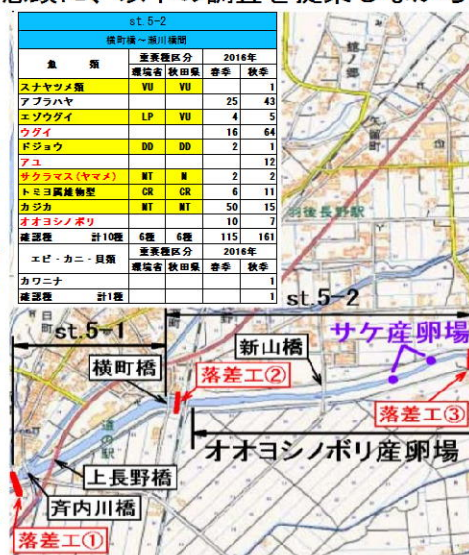 st.5-2
横町橋~瀬川橋間
魚 類 重要種区分 2016年
環境省 秋田県 春季 秋季
スナヤツメ類 VU VU 1
アブラハヤ 25 43
エゾウグイ LP VU 4 5
ウグイ 16 64
ドジョウ DD DD 2 1
アユ 12
サクラマス(ヤマメ) NT N 2 2
トミヨ属雄物型 CR CR 6 11
カジカ NT NT 50 15
オオヨシノボリ 10 7
確認種 計10種 6種 6種 115 161
エビ・カニ・貝類 重要種区分 2016年
環境省 秋田県 春季 秋季
カワニナ 1
確認種 計1種 1
矢留町
羽後長野駅
st.5-2
st.5-1
サケ産卵場
新山橋
横町橋
落差工②
落差工③
道の駅
オオヨシノボリ産卵場
上長野橋
斉内川橋
落差工①